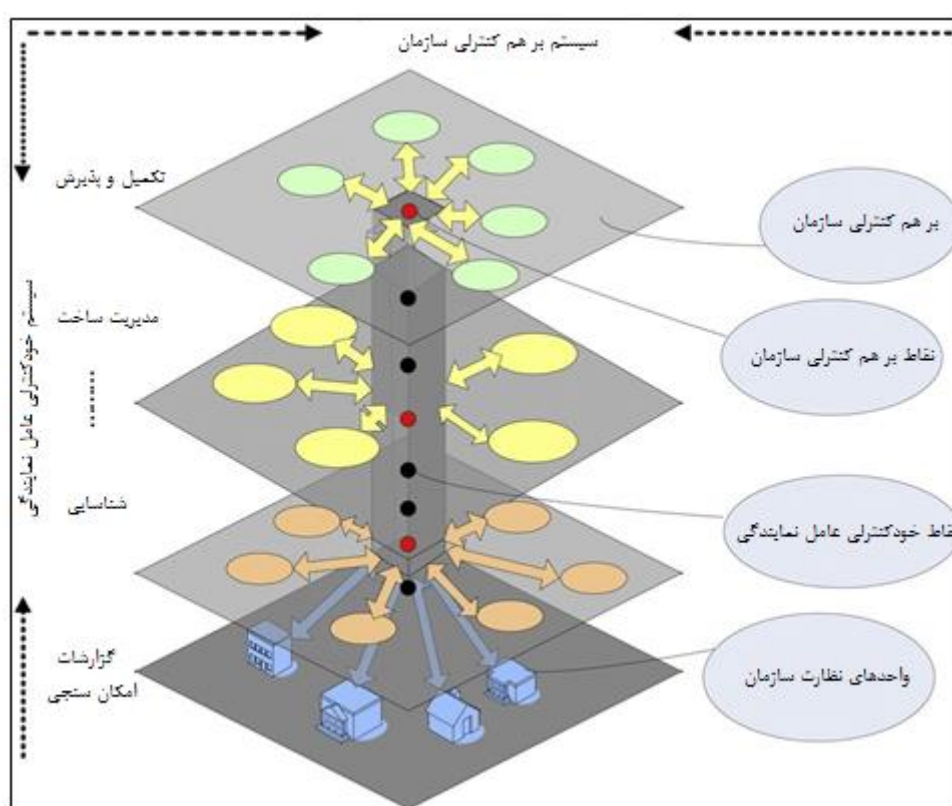 سیستم بر هم کنترلی سازمان
تکمیل و پذیرش
بر هم کنترلی سازمان
سیستم خودکنترلی عامل نمایندگی
مدیریت ساخت
نقاط بر هم کنترلی سازمان
........
شناسایی
قاط خودکنترلی عامل نمایندگی
گزارشات
امکان سنجی
واحدهای نظارت سازمان